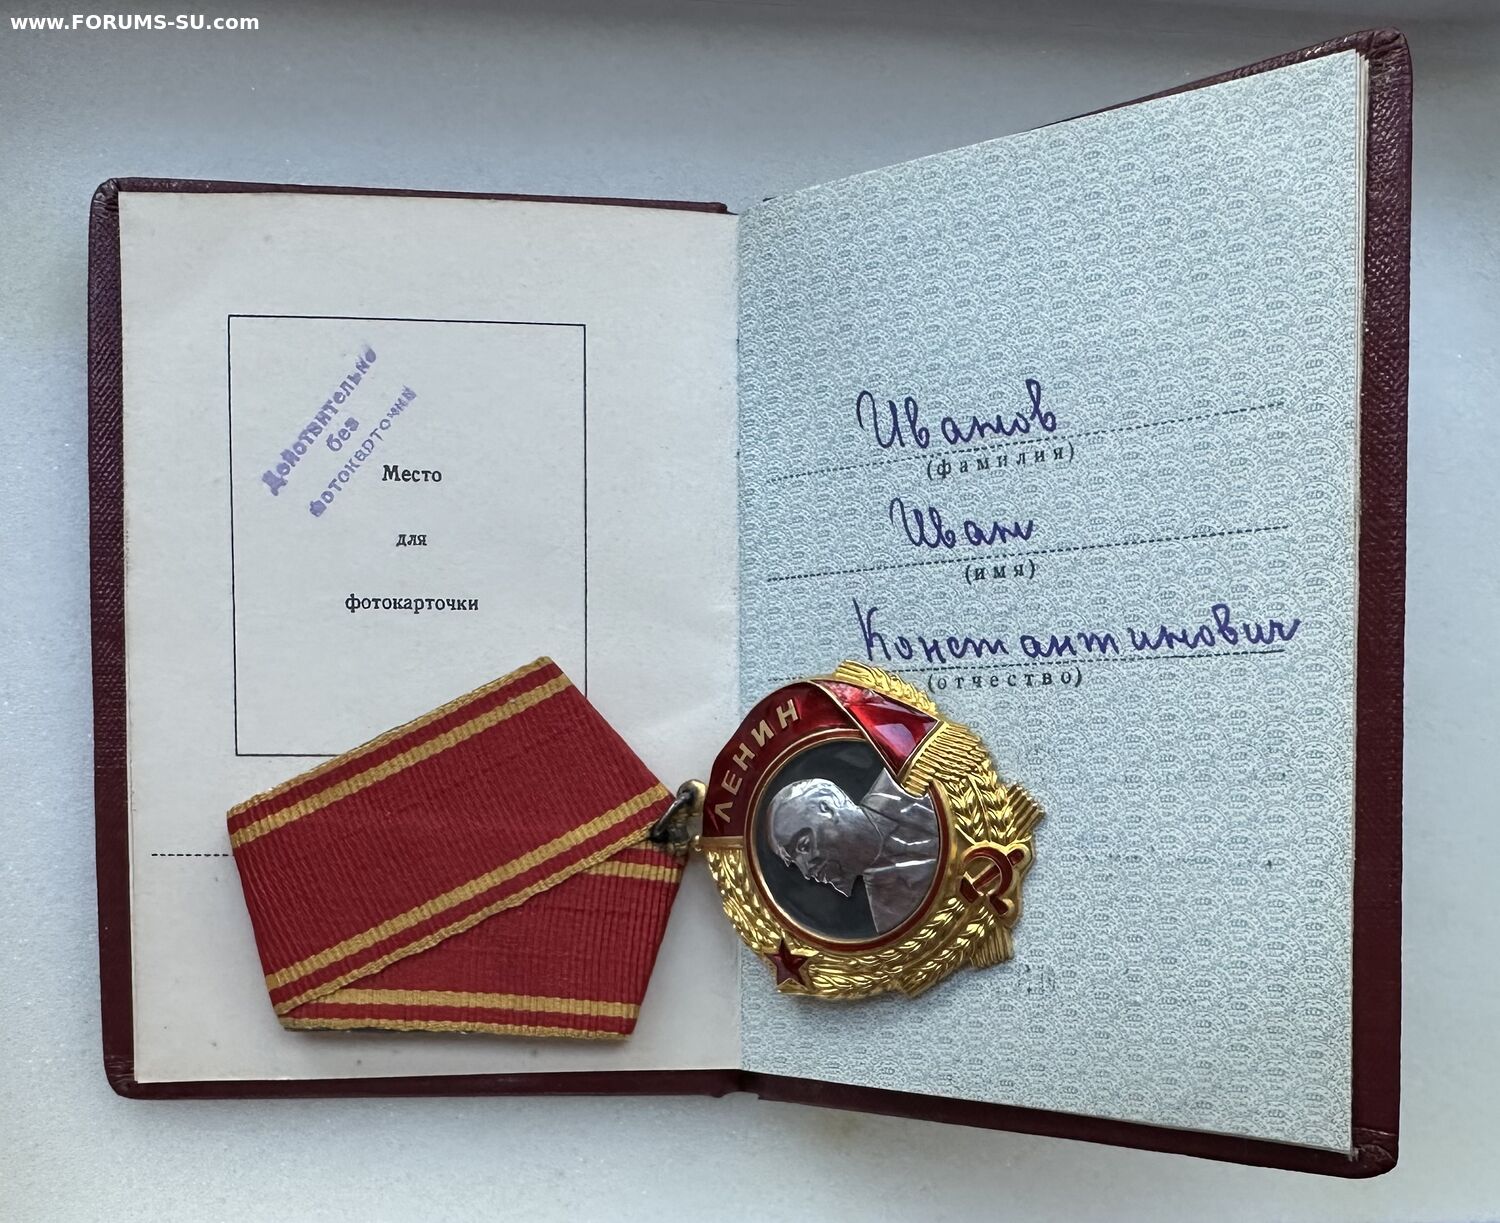 www.FORUMS-SU.com
Действительно
без
фотокарточки
Место
для
фотокарточки
Иванов
(фамилия)
Иван
(имя)
Константинович
(отчество)
ЛЕНИН